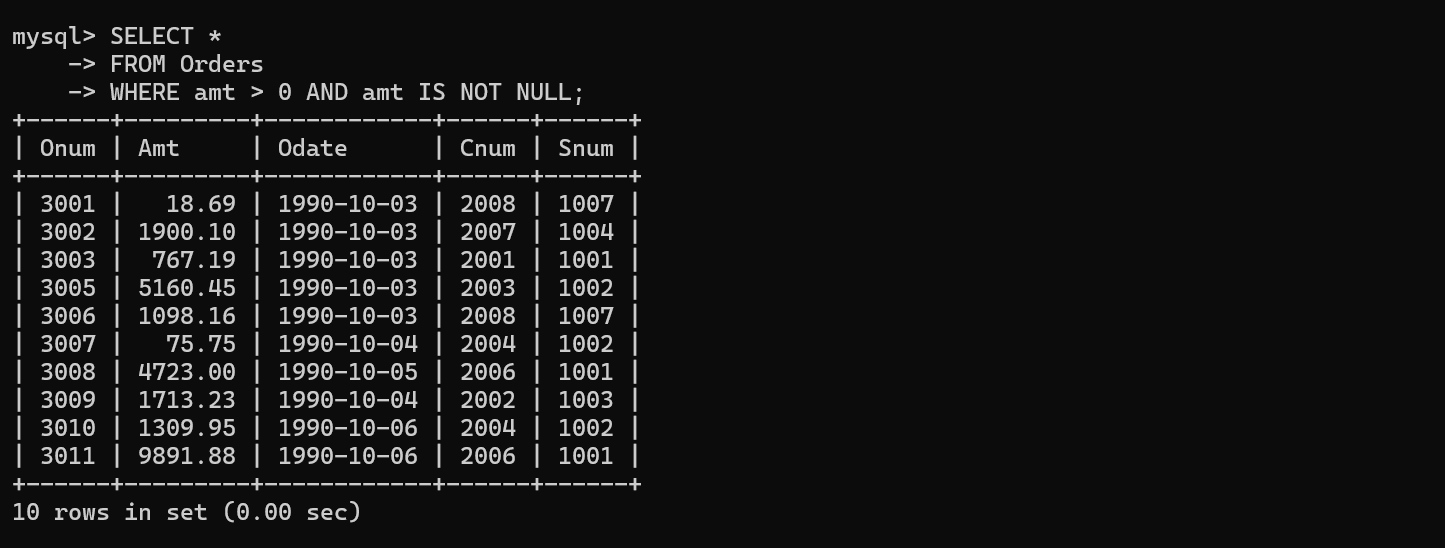 mysql> SELECT *
    -> FROM Orders
    -> WHERE amt > 0 AND amt IS NOT NULL;
+------+---------+------------+------+------+
| Onum | Amt     | Odate      | Cnum | Snum |
+------+---------+------------+------+------+
| 3001 |   18.69 | 1990-10-03 | 2008 | 1007 |
| 3002 | 1900.10 | 1990-10-03 | 2007 | 1004 |
| 3003 |  767.19 | 1990-10-03 | 2001 | 1001 |
| 3005 | 5160.45 | 1990-10-03 | 2003 | 1002 |
| 3006 | 1098.16 | 1990-10-03 | 2008 | 1007 |
| 3007 |   75.75 | 1990-10-04 | 2004 | 1002 |
| 3008 | 4723.00 | 1990-10-05 | 2006 | 1001 |
| 3009 | 1713.23 | 1990-10-04 | 2002 | 1003 |
| 3010 | 1309.95 | 1990-10-06 | 2004 | 1002 |
| 3011 | 9891.88 | 1990-10-06 | 2006 | 1001 |
+------+---------+------------+------+------+
10 rows in set (0.00 sec)